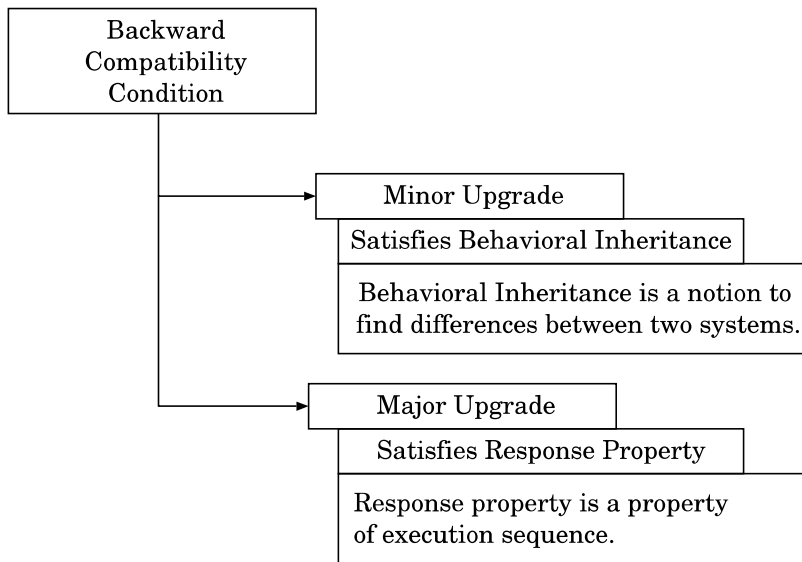 Backward
Compatibility
Condition
Minor Upgrade
Satisfies Behavioral Inheritance
Behavioral Inheritance is a notion to
find differences between two systems.
Major Upgrade
Satisfies Response Property
Response property is a property
of execution sequence.